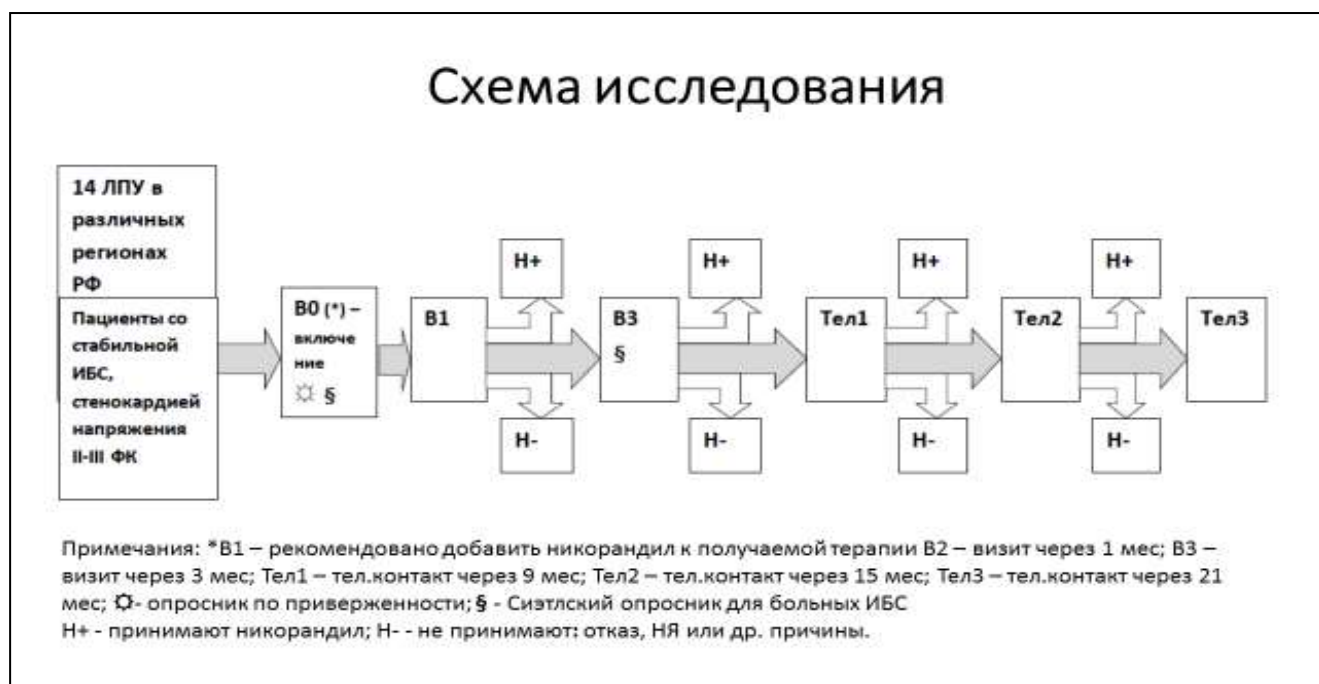 Схема исследования
14 ЛПУ в
различных
регионах
РФ
Пациенты со
стабильной
ИБС,
стенокардией
напряжения
II-III ФК
В0 (*) –
включе
ние
☼ §
В1
Н+
Н-
В3
§
Н+
Н-
Тел1
Н+
Н-
Тел2
Н+
Н-
Тел3
Примечания: *В1 – рекомендовано добавить никорандил к получаемой терапии В2 – визит через 1 мес; В3 –
визит через 3 мес; Тел1 – тел.контакт через 9 мес; Тел2 – тел.контакт через 15 мес; Тел3 – тел.контакт через 21
мес; ☼- опросник по приверженности; § - Сиэтлский опросник для больных ИБС
Н+ - принимают никорандил; Н- - не принимают: отказ, НЯ или др. причины.